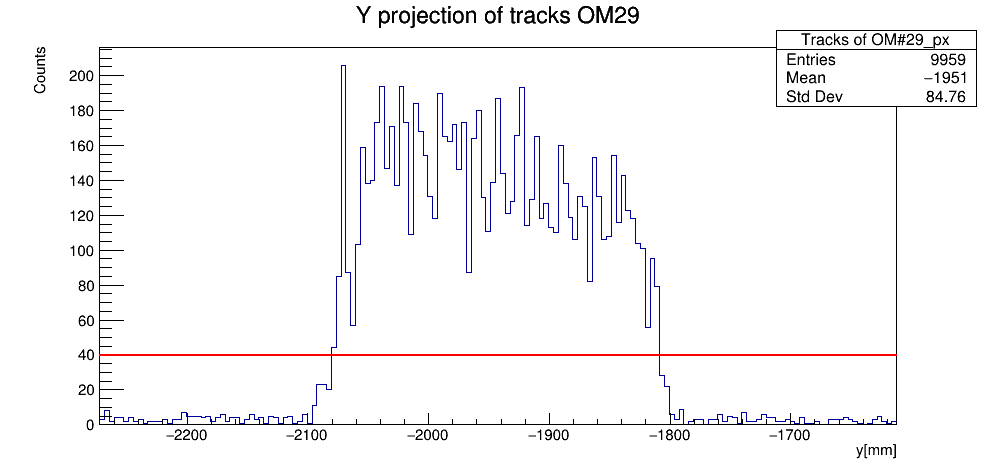 Y projection of tracks OM29
Tracks of OM#29_px
Entries 9959
Mean −1951
Std Dev 84.76
Counts
200
180
160
140
120
100
80
60
40
20
0
−2200 −2100 −2000 −1900 −1800 −1700
y[mm]